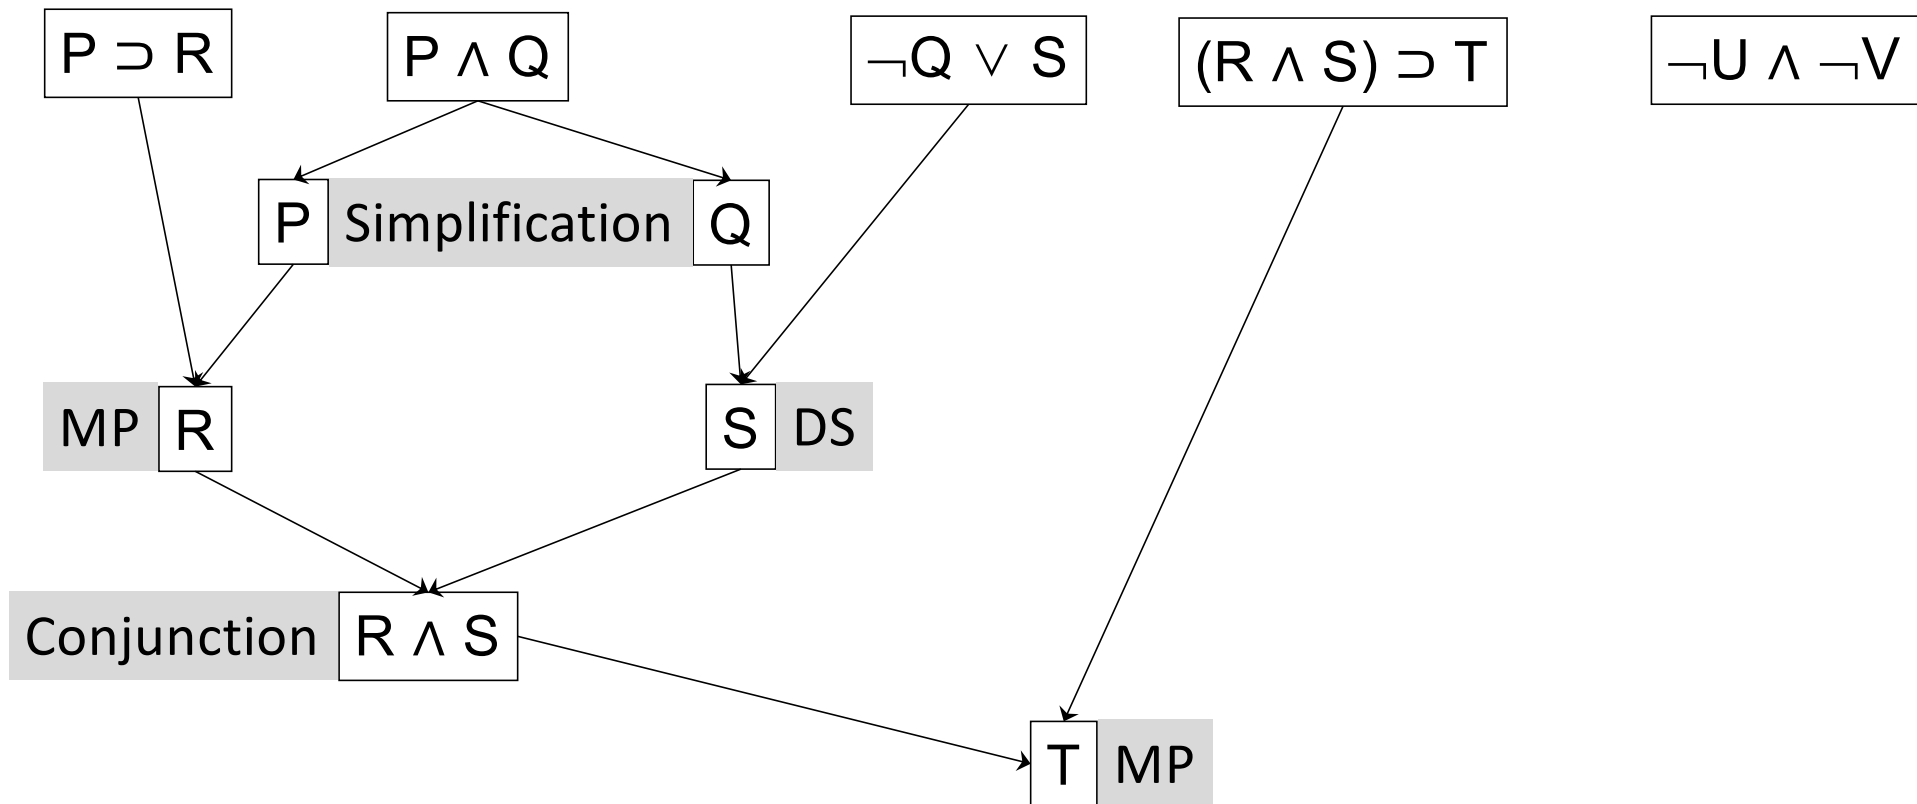 P ⊃ R
P ∧ Q
¬Q ∨ S
(R ∧ S) ⊃ T
¬U ∧ ¬V
P Simplification Q
MP R
S DS
Conjunction R ∧ S
T MP